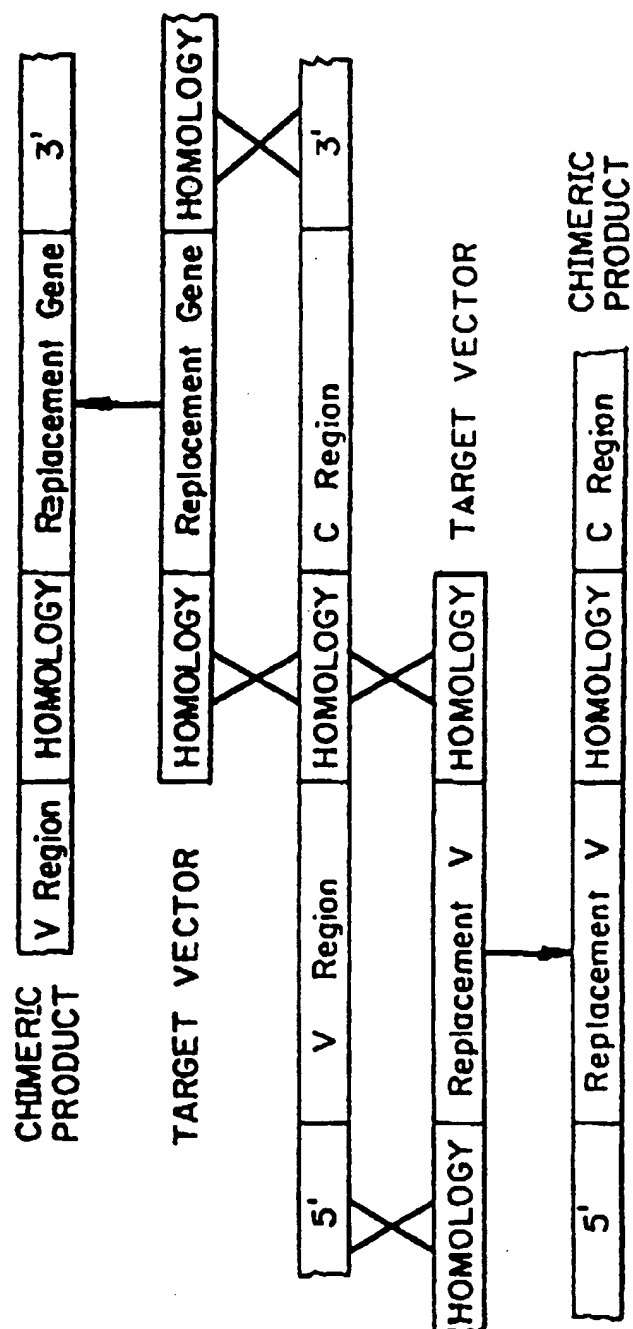 CHIMERIC
PRODUCT
V Region HOMOLOGY Replacement Gene 3'
TARGET VECTOR
HOMOLOGY Replacement Gene HOMOLOGY
5' V Region HOMOLOGY C Region 3'
HOMOLOGY Replacement V HOMOLOGY
TARGET VECTOR
5' Replacement V HOMOLOGY C Region
CHIMERIC
PRODUCT